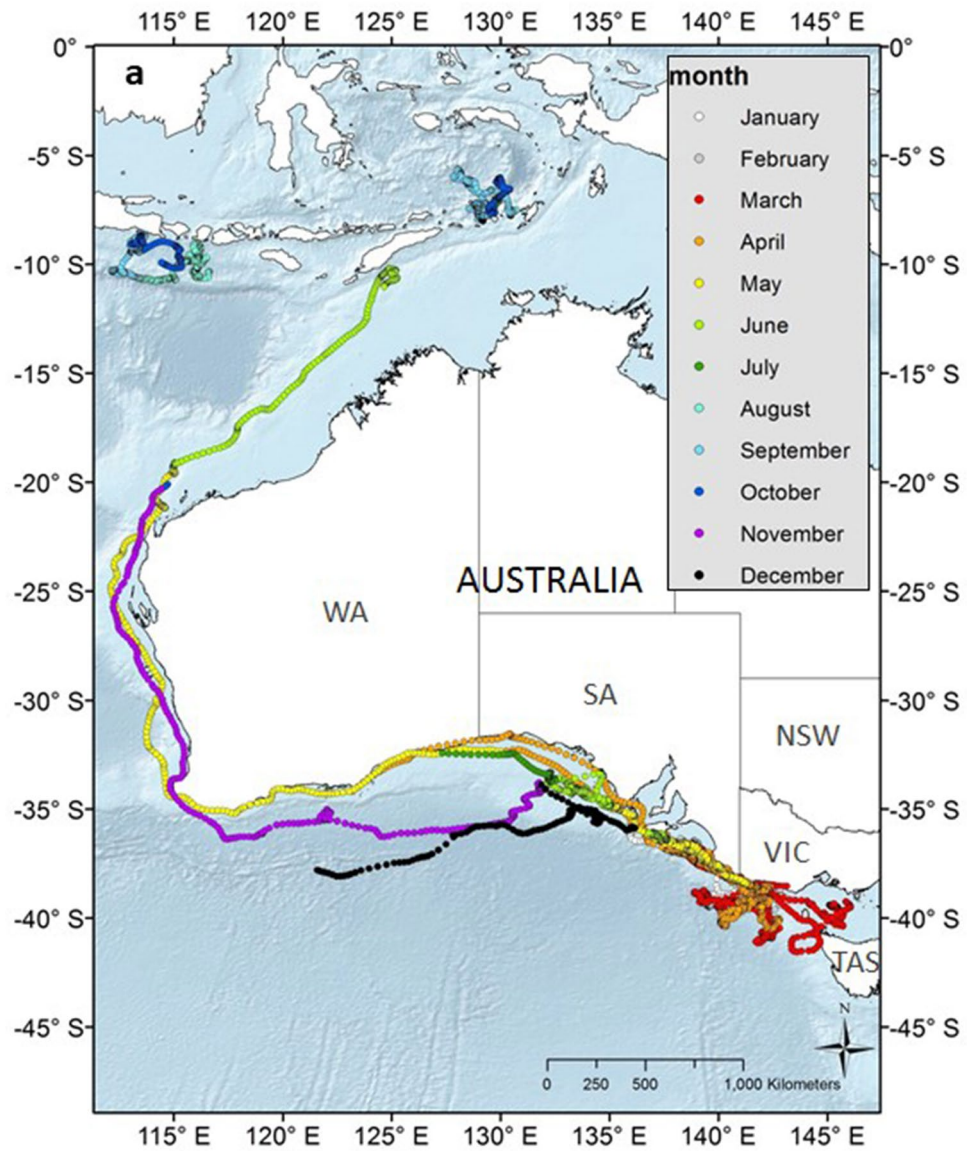 115° E 120° E 125° E 130° E 135° E 140° E 145° E
0° 0°
a
month
January
February
March
April
May
June
July
August
September
October
November
December
-5° S -5° S
-10° S -10° S
-15° S -15° S
-20° S -20° S
-25° S -25° S
-30° S -30° S
-35° S -35° S
-40° S -40° S
-45° S -45° S
AUSTRALIA
WA
SA
NSW
VIC
TAS
N
0 250 500 1,000 Kilometers
115° E 120° E 125° E 130° E 135° E 140° E 145° E